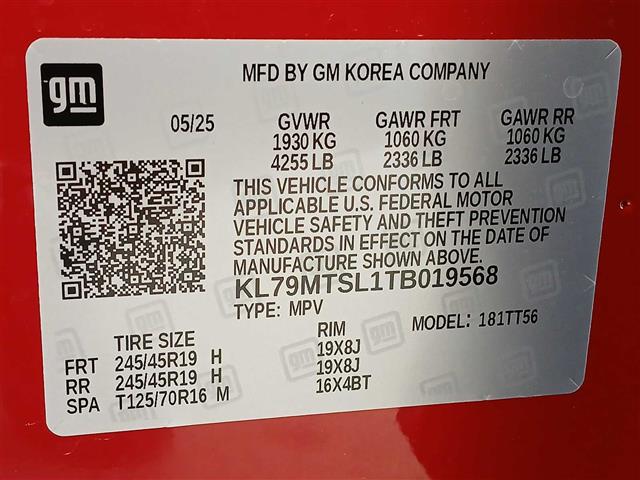 gm
MFD BY GM KOREA COMPANY
05/25 GVWR GAWR FRT GAWR RR
1930 KG 1060 KG 1060 KG
4255 LB 2336 LB 2336 LB
THIS VEHICLE CONFORMS TO ALL
APPLICABLE U.S. FEDERAL MOTOR
VEHICLE SAFETY AND THEFT PREVENTION
STANDARDS IN EFFECT ON THE DATE OF
MANUFACTURE SHOWN ABOVE.
KL79MTSL1TB019568
TYPE: MPV MODEL: 181TT56
TIRE SIZE RIM
FRT 245/45R19 H 19X8J
RR 245/45R19 H 19X8J
SPA T125/70R16 M 16X4BT